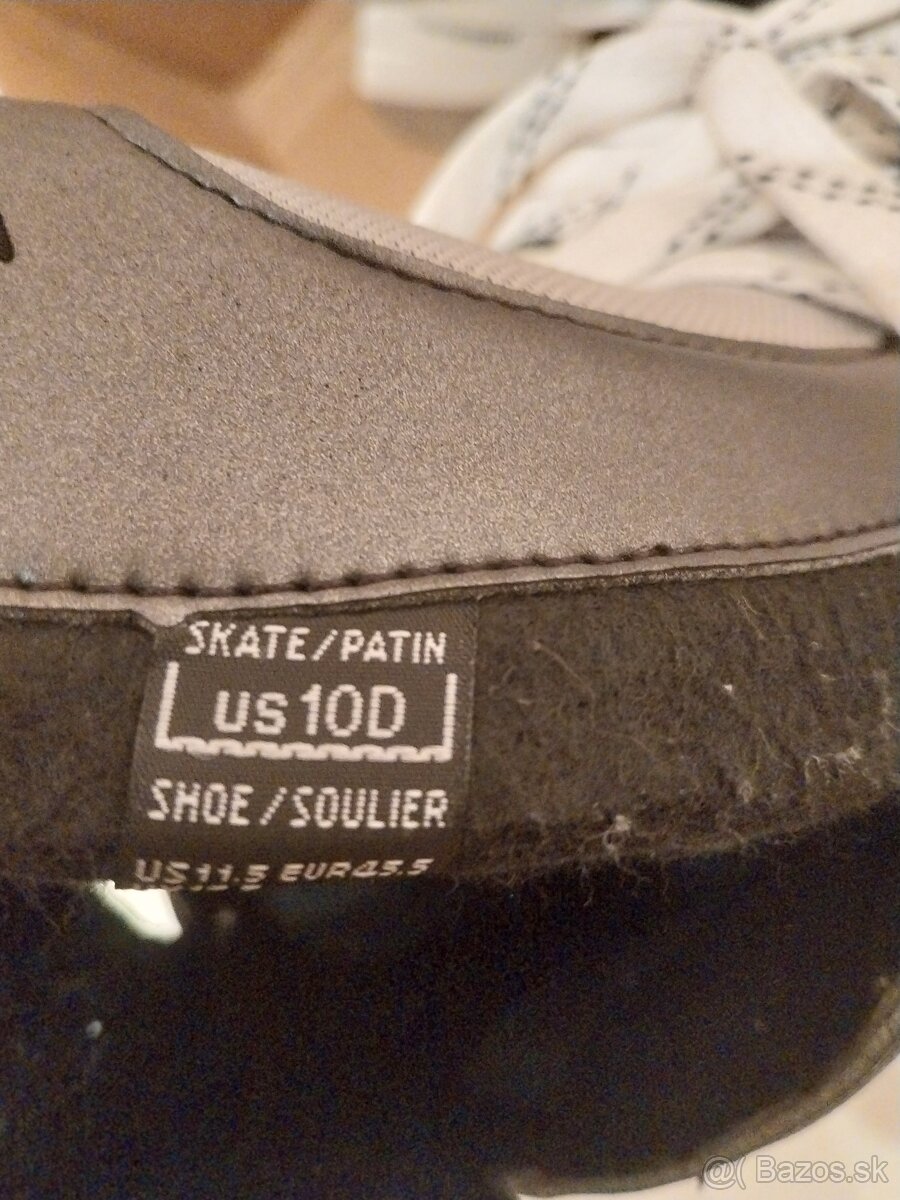 SKATE/PATIN
US 10D
SHOE/SOULIER
US 11.5 EUR 45.5
@( Bazos.sk